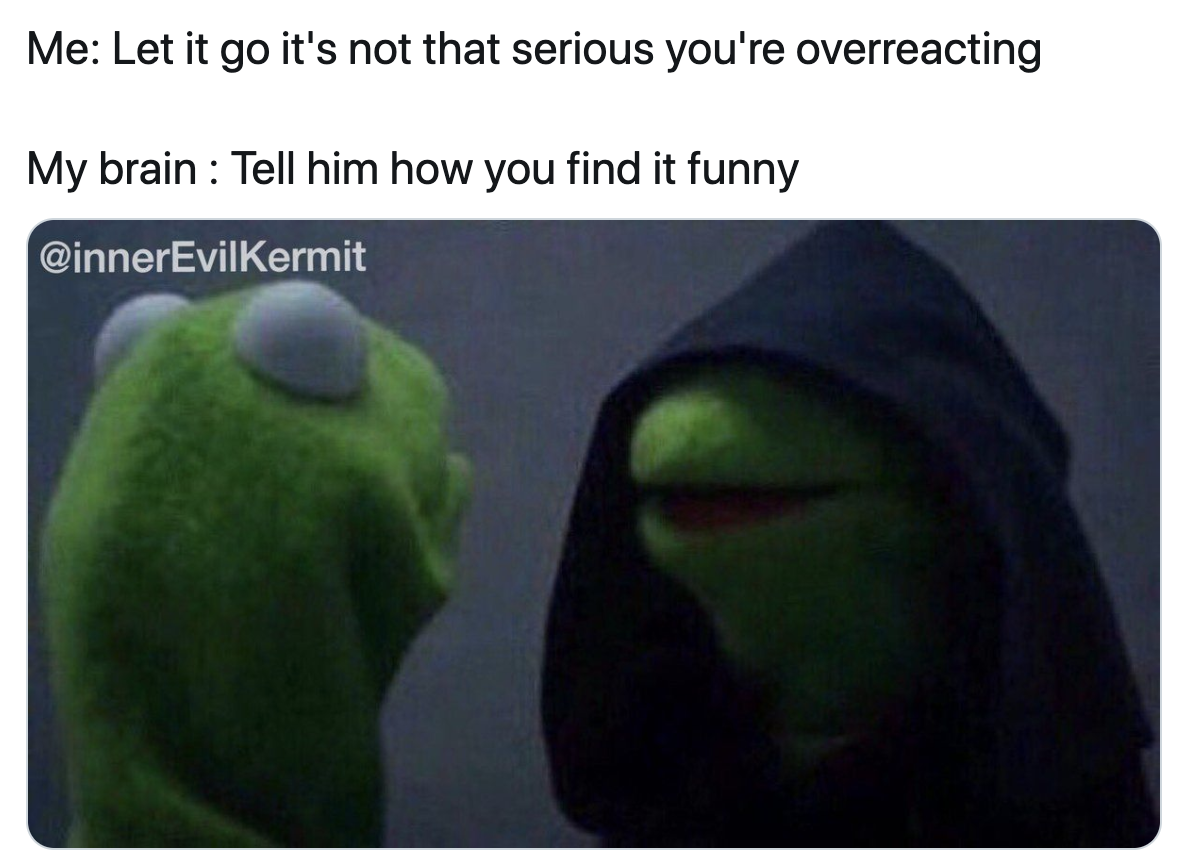 Me: Let it go it's not that serious you're overreacting
My brain : Tell him how you find it funny
@innerEvilKermit